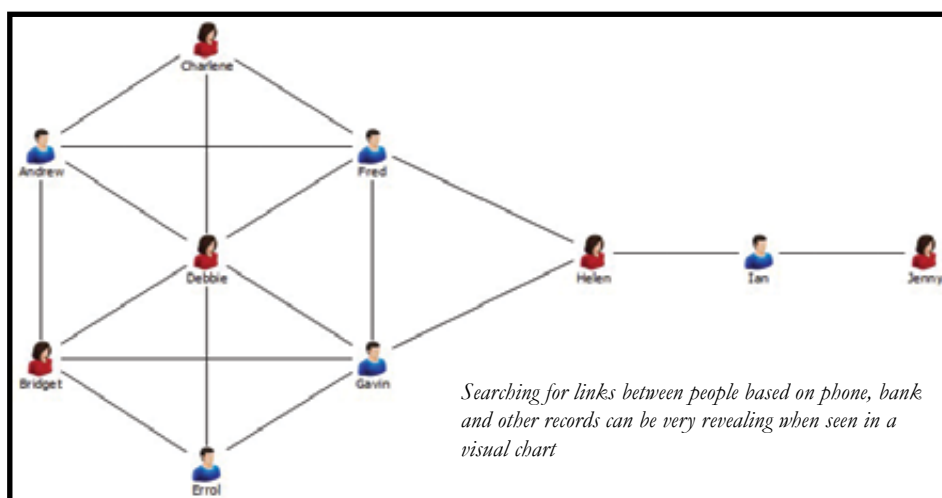 Charlene
Andrew
Fred
Debbie
Helen
Ian
Jenny
Bridget
Gavin
Searching for links between people based on phone, bank
and other records can be very revealing when seen in a
visual chart
Errol